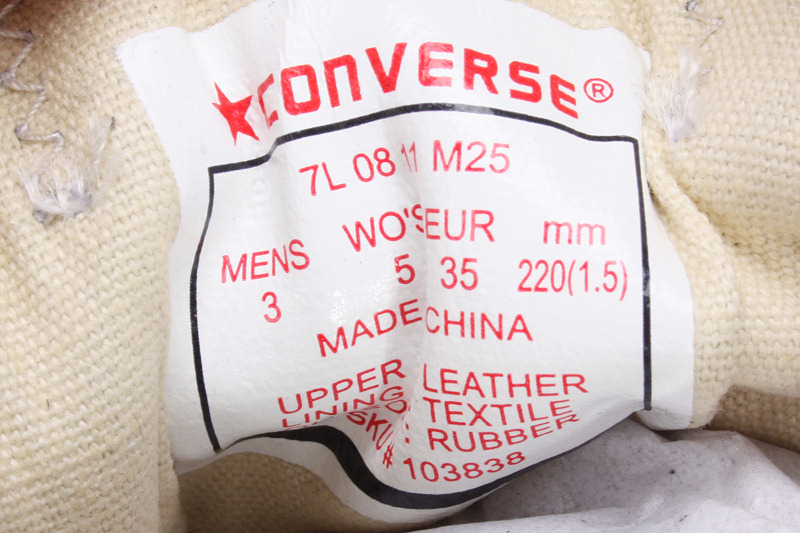 CONVERSE®
7L 08 11 M25
MENS WO'S EUR mm
3 5 35 220(1.5)
MADE CHINA
UPPER LEATHER
LINING TEXTILE
: RUBBER
SKU# 103838